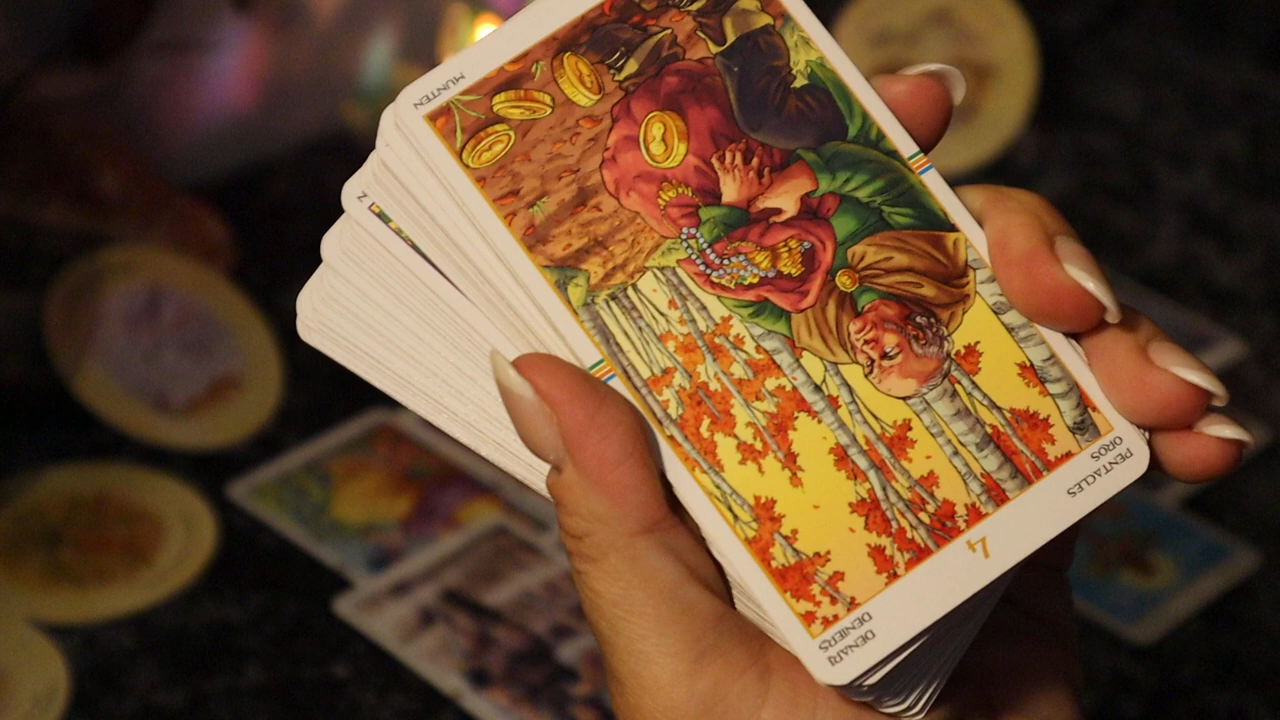 4
PENTACLES
OROS
DENARI
DENIERS
MUNTEN
Z